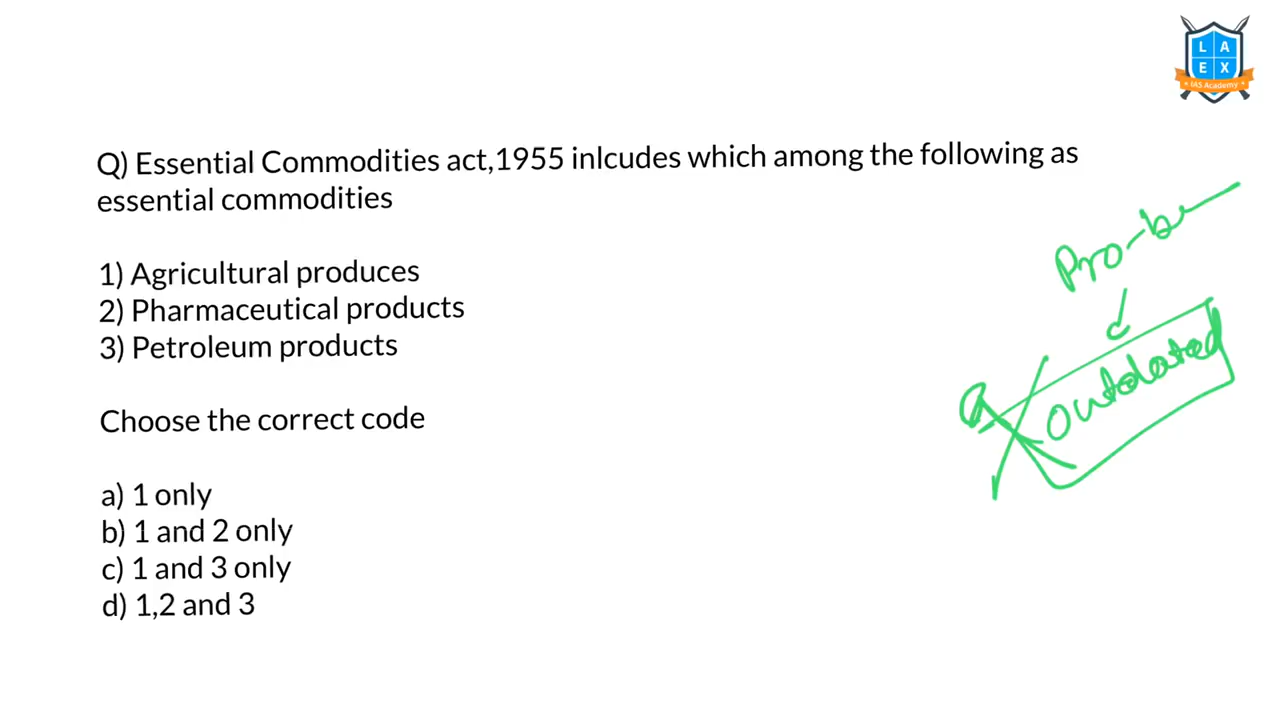 L A
E X
IAS Academy
Q) Essential Commodities act,1955 inlcudes which among the following as
essential commodities
1) Agricultural produces
2) Pharmaceutical products
3) Petroleum products
Choose the correct code
a) 1 only
b) 1 and 2 only
c) 1 and 3 only
d) 1,2 and 3
outdated